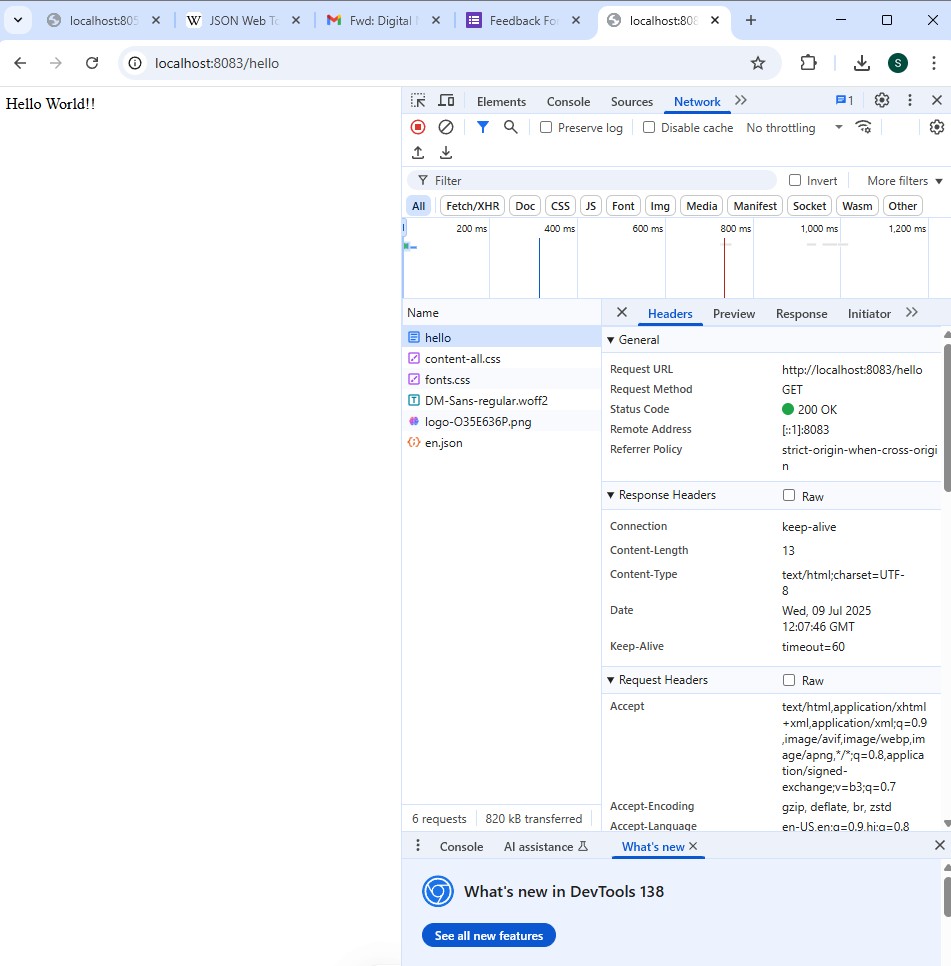 localhost:805
JSON Web To
Fwd: Digital
Feedback For
localhost:808
localhost:8083/hello
S
Hello World!!
Elements Console Sources Network 1
Preserve log Disable cache No throttling
Filter Invert More filters
All Fetch/XHR Doc CSS JS Font Img Media Manifest Socket Wasm Other
200 ms 400 ms 600 ms 800 ms 1,000 ms 1,200 ms
Name
hello
content-all.css
fonts.css
DM-Sans-regular.woff2
logo-O35E636P.png
en.json
6 requests 820 kB transferred
Headers Preview Response Initiator
General
Request URL http://localhost:8083/hello
Request Method GET
Status Code 200 OK
Remote Address [::1]:8083
Referrer Policy strict-origin-when-cross-origi
n
Response Headers Raw
Connection keep-alive
Content-Length 13
Content-Type text/html;charset=UTF-
8
Date Wed, 09 Jul 2025
12:07:46 GMT
Keep-Alive timeout=60
Request Headers Raw
Accept text/html,application/xhtml
+xml,application/xml;q=0.9
,image/avif,image/webp,im
age/apng,*/*;q=0.8,applica
tion/signed-
exchange;v=b3;q=0.7
Accept-Encoding gzip, deflate, br, zstd
Accept-Language en-US,en;q=0.9,hi;q=0.8
Console AI assistance What's new
What's new in DevTools 138
See all new features